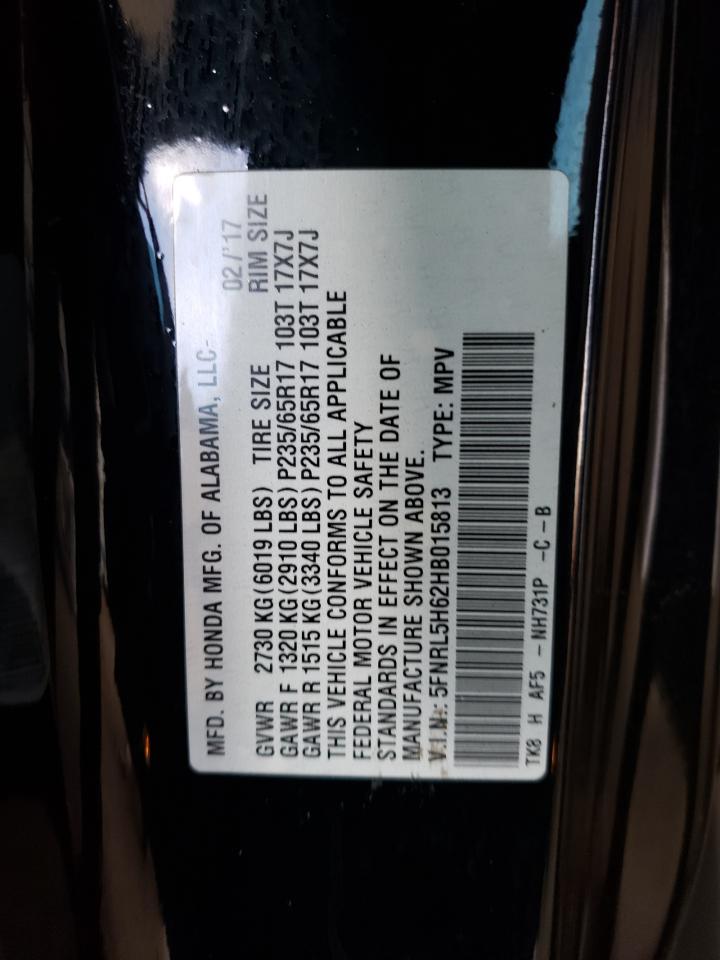 MFD. BY HONDA MFG. OF ALABAMA, LLC-
02/'17
GVWR 2730 KG(6019 LBS) TIRE SIZE RIM SIZE
GAWR F 1320 KG(2910 LBS) P235/65R17 103T 17X7J
GAWR R 1515 KG(3340 LBS) P235/65R17 103T 17X7J
THIS VEHICLE CONFORMS TO ALL APPLICABLE
FEDERAL MOTOR VEHICLE SAFETY
STANDARDS IN EFFECT ON THE DATE OF
MANUFACTURE SHOWN ABOVE.
V.I.N.: 5FNRL5H62HB015813 TYPE: MPV
TK8 H AF5 -NH731P -C-B